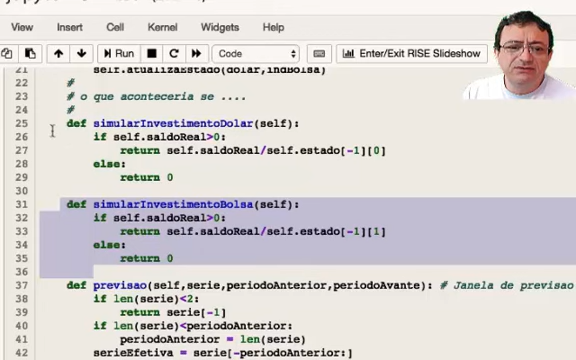 View Insert Cell Kernel Widgets Help
Run Code Enter/Exit RISE Slideshow
21 self.atualizaEstado(dolar,indBolsa)
22 #
23 # o que aconteceria se ....
24 #
25 def simularInvestimentoDolar(self):
26 if self.saldoReal>0:
27 return self.saldoReal/self.estado[-1][0]
28 else:
29 return 0
30
31 def simularInvestimentoBolsa(self):
32 if self.saldoReal>0:
33 return self.saldoReal/self.estado[-1][1]
34 else:
35 return 0
36
37 def previsao(self,serie,periodoAnterior,periodoAvante): # Janela de previsao
38 if len(serie)<2:
39 return serie[-1]
40 if len(serie)<periodoAnterior:
41 periodoAnterior = len(serie)
42 serieEfetiva = serie[-periodoAnterior:]